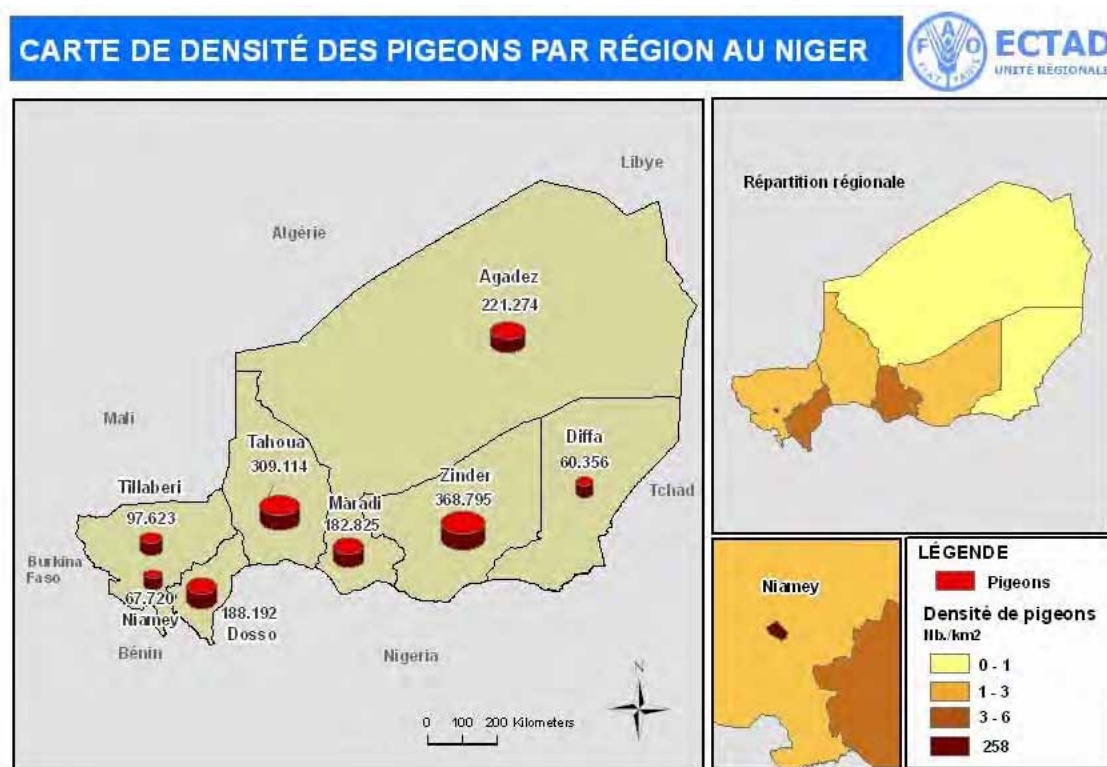 CARTE DE DENSITÉ DES PIGEONS PAR RÉGION AU NIGER
F A O
FIAT PANIS
ECTAD
UNITÉ RÉGIONALE
Libye
Algérie
Agadez
221.274
Mali
Tahoua
309.114
Diffa
60.356
Tchad
Zinder
368.795
Maradi
182.825
Tillaberi
97.623
Burkina
Faso
67.720
Niamey
188.192
Dosso
Bénin
Nigeria
N
0 100 200 Kilometers
Répartition régionale
Niamey
LÉGENDE
Pigeons
Densité de pigeons
Nb./km2
0 - 1
1 - 3
3 - 6
258